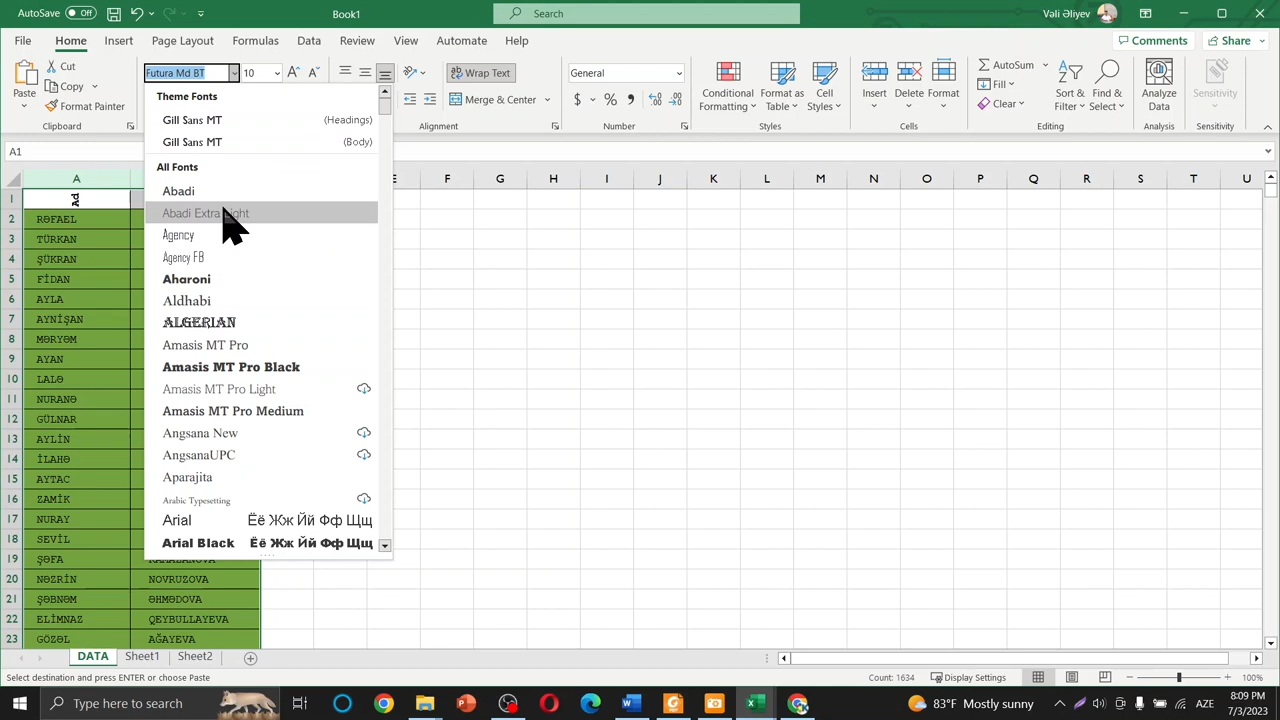 AutoSave Off Book1 Search Vəli Əliyev
File Home Insert Page Layout Formulas Data Review View Automate Help Comments Share
Paste Cut Copy Format Painter
Futura Md BT 10 Wrap Text Merge & Center General
$ % 9
Conditional Formatting Format as Table Cell Styles Insert Delete Format
AutoSum Fill Clear Sort & Filter Find & Select Analyze Data Sensitivity
Clipboard Alignment Number Styles Cells Editing Analysis Sensitivity
A1
Theme Fonts
Gill Sans MT (Headings)
Gill Sans MT (Body)
All Fonts
Abadi
Abadi Extra Light
Agency
Agency FB
Aharoni
Aldhabi
ALGERIAN
Amasis MT Pro
Amasis MT Pro Black
Amasis MT Pro Light
Amasis MT Pro Medium
Angsana New
AngsanaUPC
Aparajita
Arabic Typesetting
Arial Ёё Жж Йй Фф Щщ
Arial Black Ёё Жж Йй Фф Щщ
A E F G H I J K L M N O P Q R S T U
1 Ad
2 RƏFAEL
3 TÜRKAN
4 ŞÜKRAN
5 FİDAN
6 AYLA
7 AYNİŞAN
8 MƏRYƏM
9 AYAN
10 LALƏ
11 NURANƏ
12 GÜLNAR
13 AYLİN
14 İLAHƏ
15 AYTAC
16 ZAMİK
17 NURAY
18 SEVİL
19 ŞƏFA
20 NƏZRİN NOVRUZOVA
21 ŞƏBNƏM ƏHMƏDOVA
22 ELİMNAZ QEYBULLAYEVA
23 GÖZƏL AĞAYEVA
DATA Sheet1 Sheet2
Select destination and press ENTER or choose Paste Count: 1634 Display Settings 100%
Type here to search 83°F Mostly sunny AZE 8:09 PM
7/3/2023